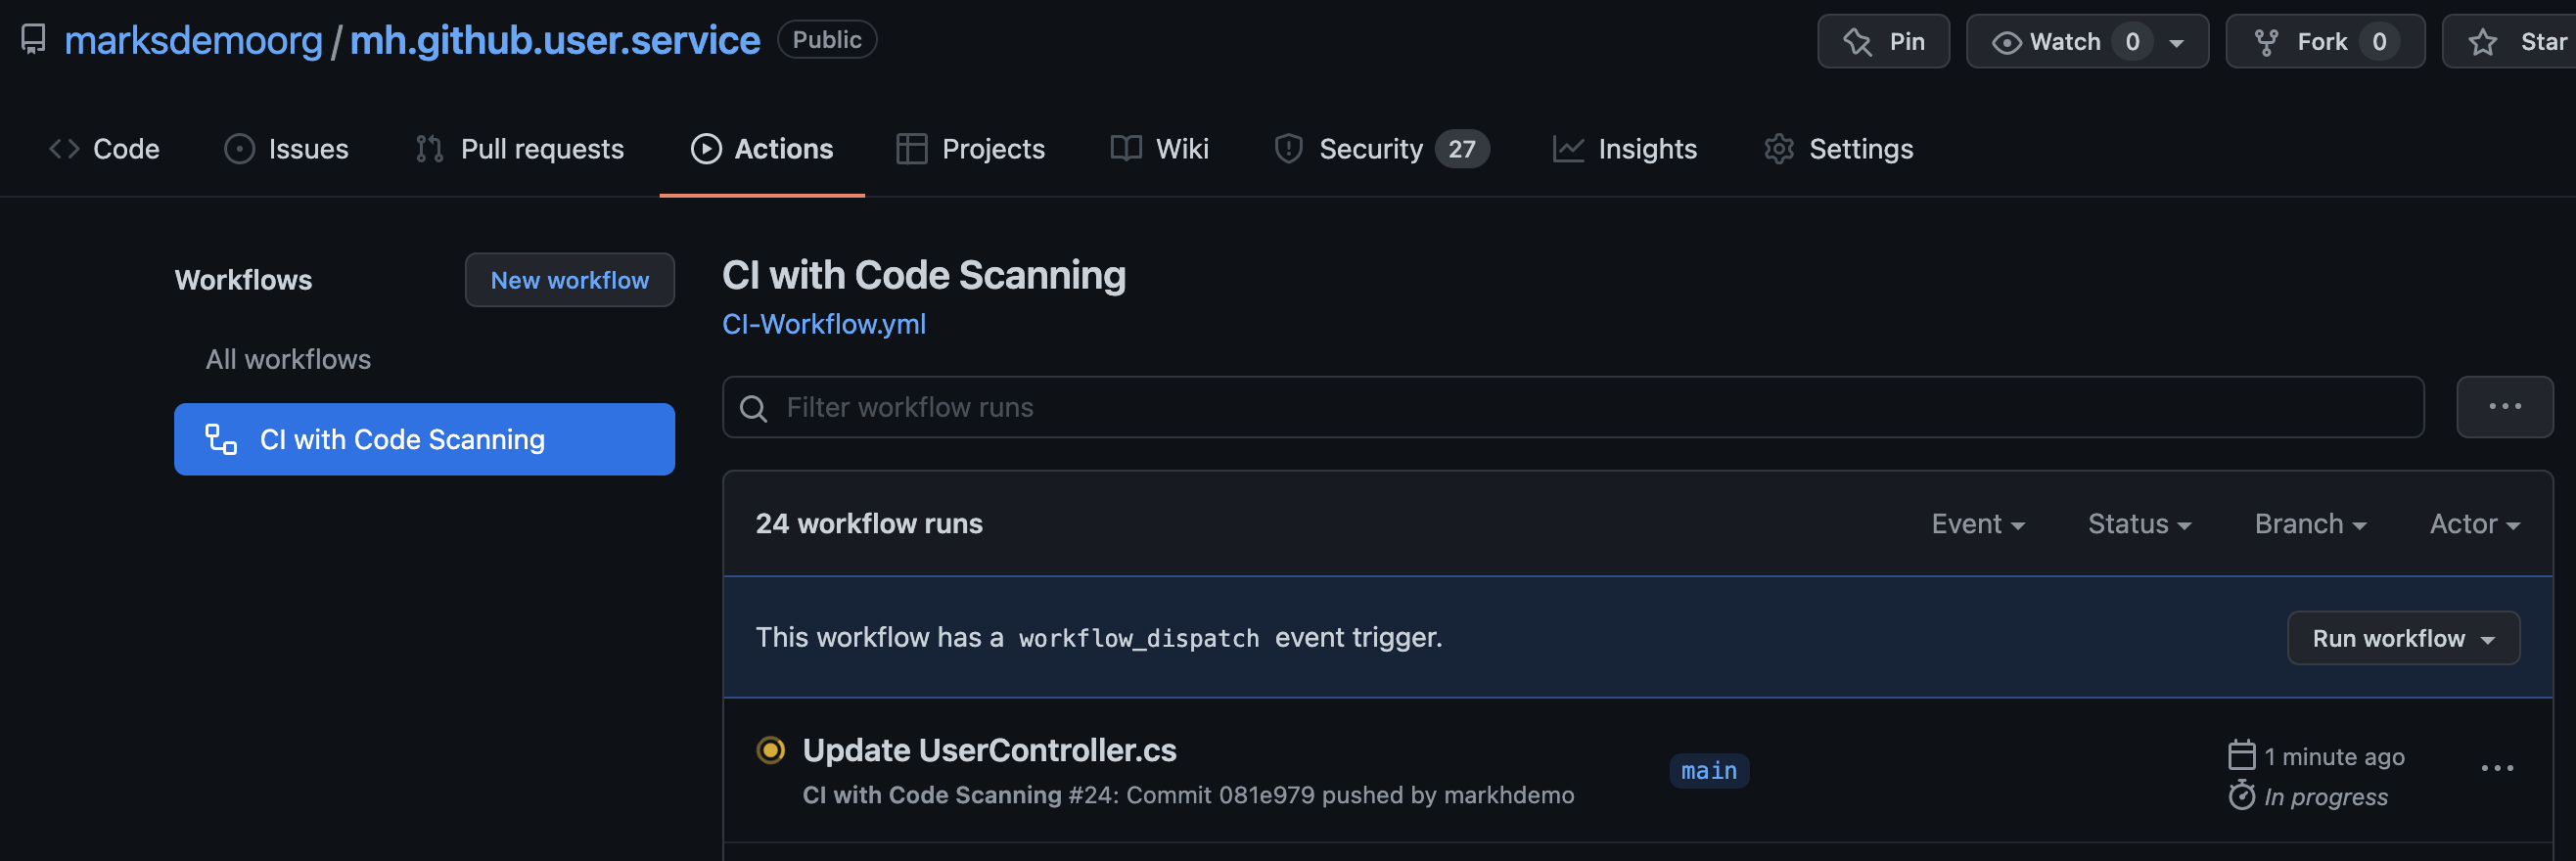 marksdemoorg/mh.github.user.service Public Pin Watch 0 Fork 0 Star
Code Issues Pull requests Actions Projects Wiki Security 27 Insights Settings
Workflows New workflow
All workflows
CI with Code Scanning
CI with Code Scanning
CI-Workflow.yml
Filter workflow runs
24 workflow runs Event Status Branch Actor
This workflow has a workflow_dispatch event trigger. Run workflow
Update UserController.cs
CI with Code Scanning #24: Commit 081e979 pushed by markhdemo
main
1 minute ago
In progress